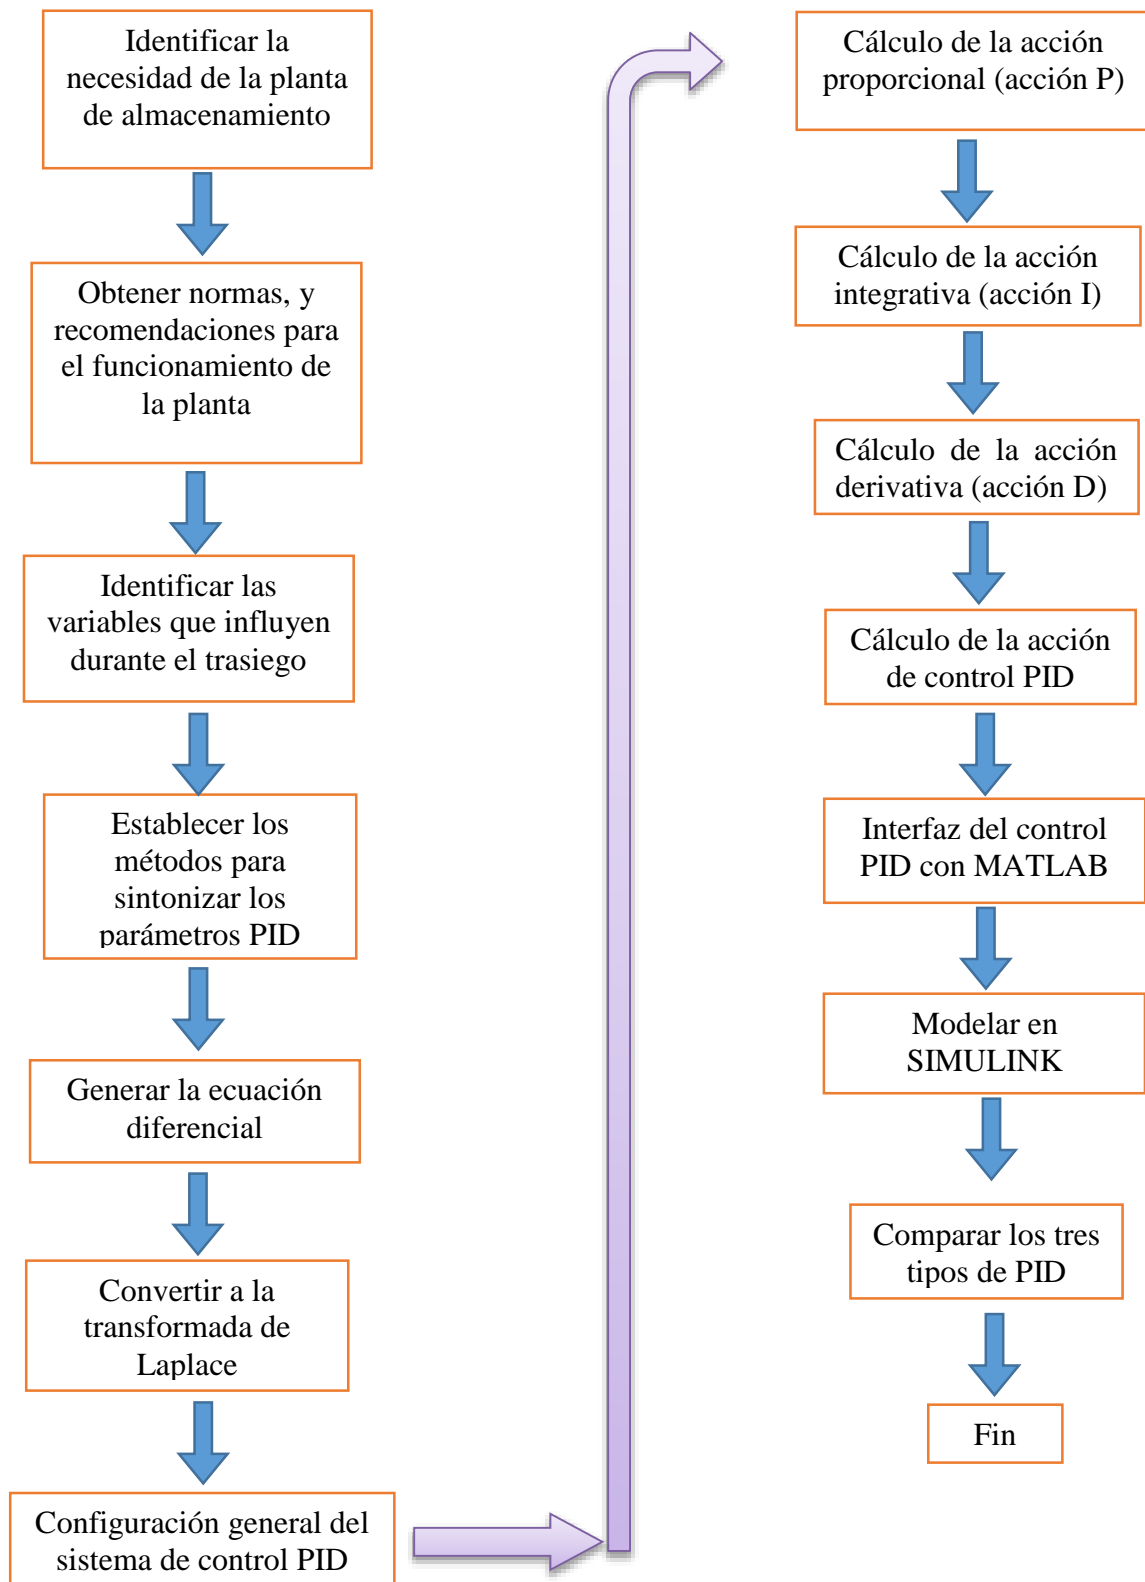 Identificar la
necesidad de la planta
de almacenamiento
Obtener normas, y
recomendaciones para
el funcionamiento de
la planta
Identificar las
variables que influyen
durante el trasiego
Establecer los
métodos para
sintonizar los
parámetros PID
Generar la ecuación
diferencial
Convertir a la
transformada de
Laplace
Configuración general del
sistema de control PID
Cálculo de la acción
proporcional (acción P)
Cálculo de la acción
integrativa (acción I)
Cálculo de la acción
derivativa (acción D)
Cálculo de la acción
de control PID
Interfaz del control
PID con MATLAB
Modelar en
SIMULINK
Comparar los tres
tipos de PID
Fin